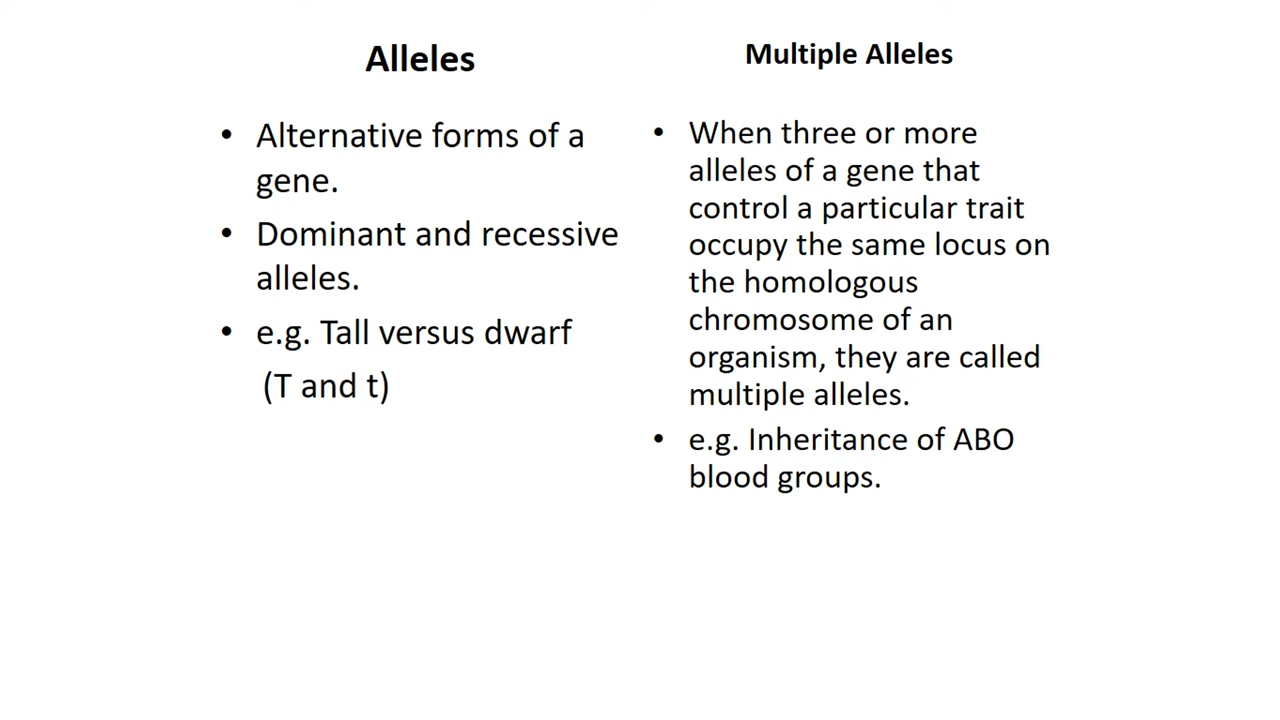 Alleles
• Alternative forms of a
gene.
• Dominant and recessive
alleles.
• e.g. Tall versus dwarf
(T and t)
Multiple Alleles
• When three or more
alleles of a gene that
control a particular trait
occupy the same locus on
the homologous
chromosome of an
organism, they are called
multiple alleles.
• e.g. Inheritance of ABO
blood groups.